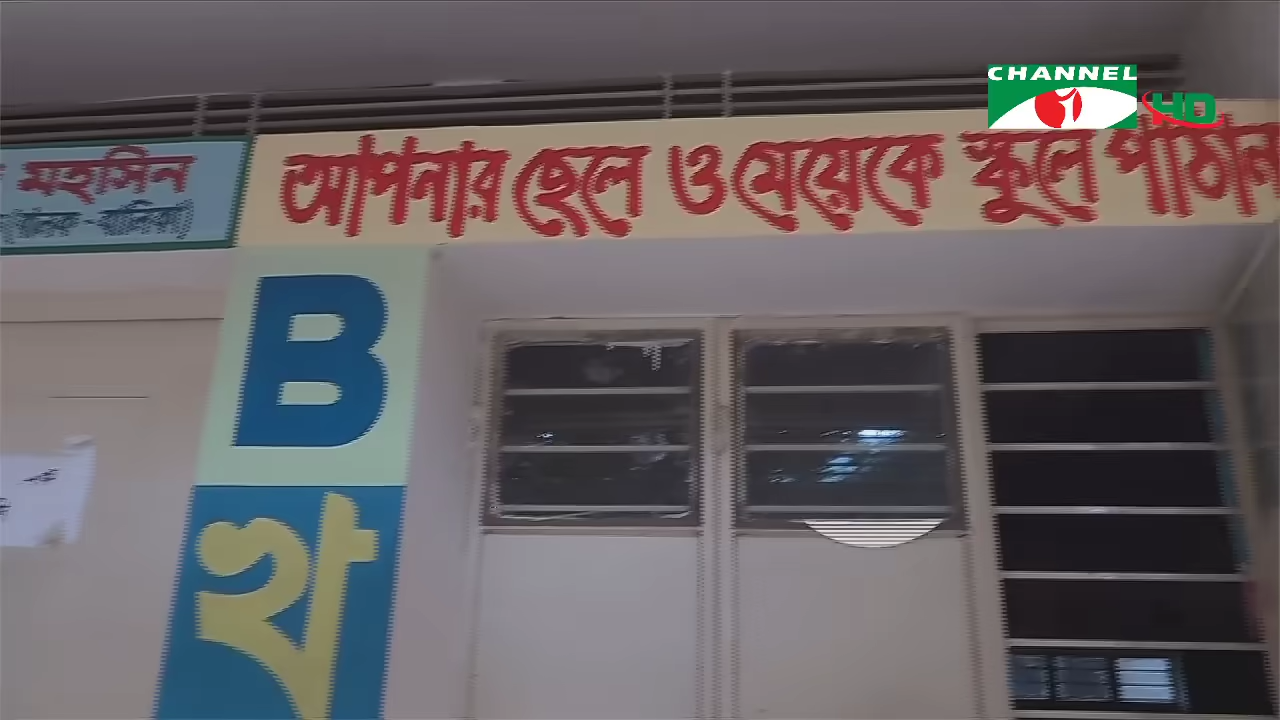 CHANNEL
HD
আপনার ছেলে ও মেয়েকে স্কুলে পাঠান
মহসিন
B
খ